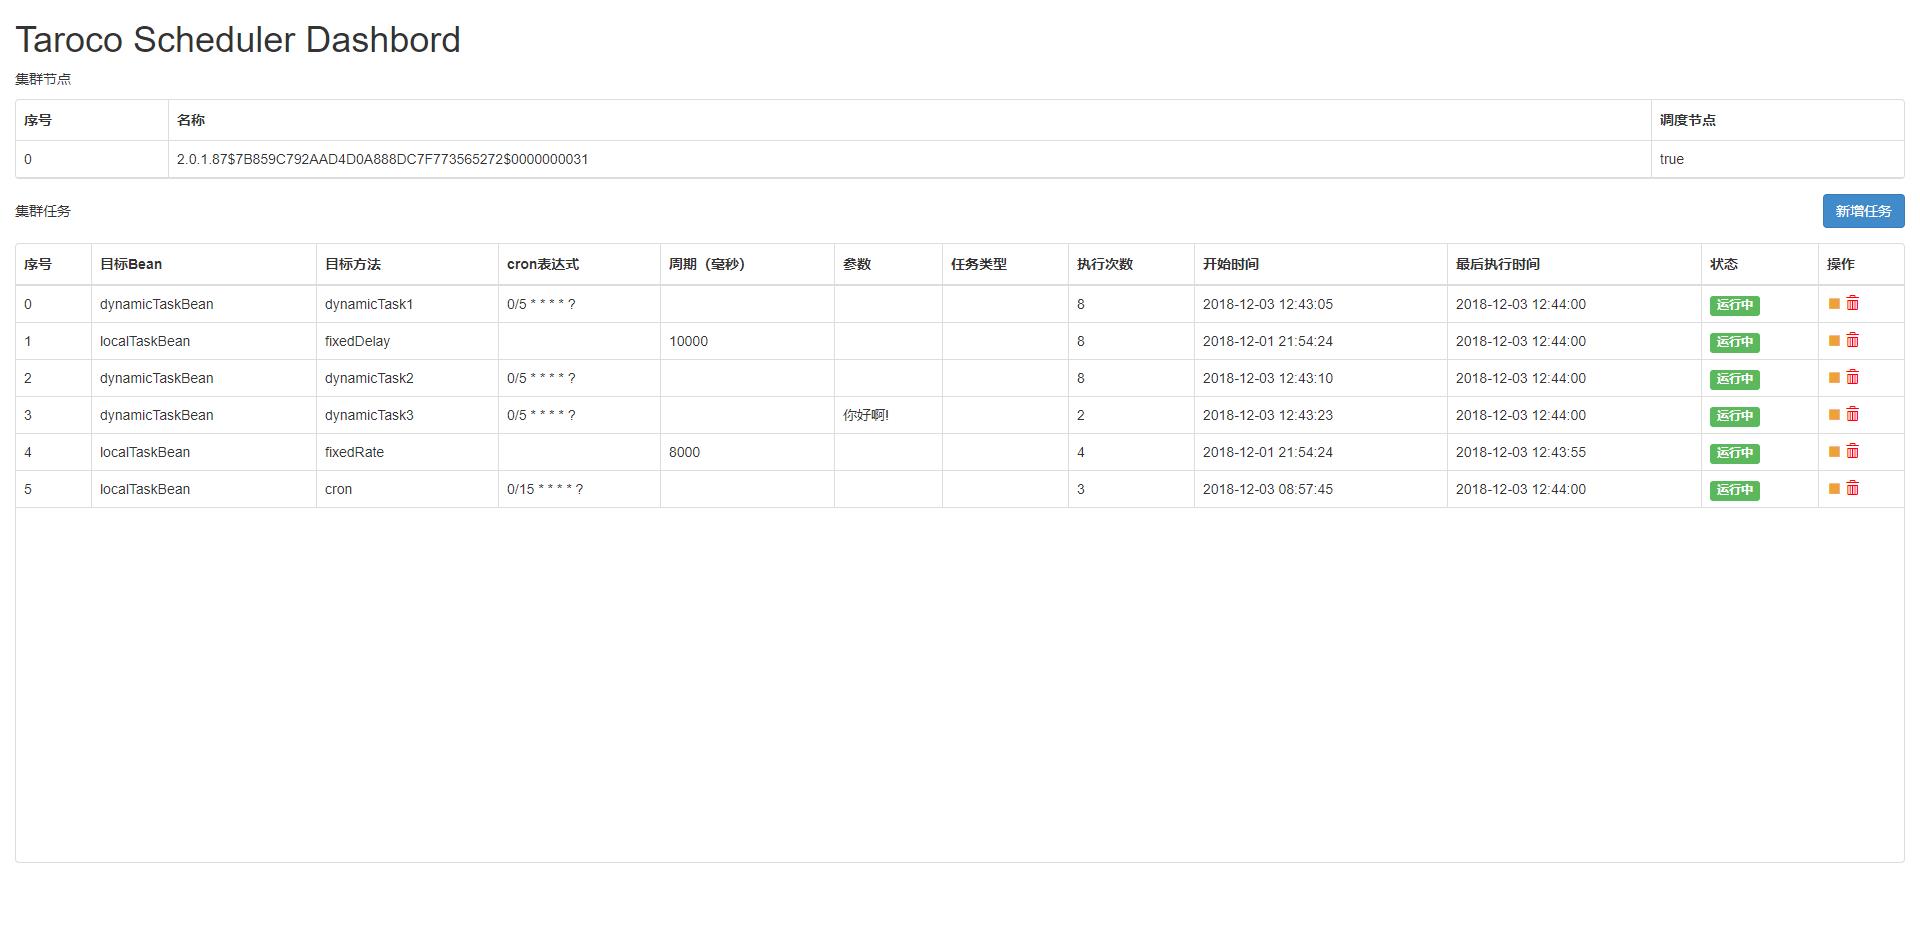 Taroco Scheduler Dashbord
集群节点
序号 名称 调度节点
0 2.0.1.87$7B859C792AAD4D0A888DC7F773565272$0000000031 true
集群任务 新增任务
序号 目标Bean 目标方法 cron表达式 周期（毫秒） 参数 任务类型 执行次数 开始时间 最后执行时间 状态 操作
0 dynamicTaskBean dynamicTask1 0/5 * * * * ? 8 2018-12-03 12:43:05 2018-12-03 12:44:00 运行中
1 localTaskBean fixedDelay 10000 8 2018-12-01 21:54:24 2018-12-03 12:44:00 运行中
2 dynamicTaskBean dynamicTask2 0/5 * * * * ? 8 2018-12-03 12:43:10 2018-12-03 12:44:00 运行中
3 dynamicTaskBean dynamicTask3 0/5 * * * * ? 你好啊! 2 2018-12-03 12:43:23 2018-12-03 12:44:00 运行中
4 localTaskBean fixedRate 8000 4 2018-12-01 21:54:24 2018-12-03 12:43:55 运行中
5 localTaskBean cron 0/15 * * * * ? 3 2018-12-03 08:57:45 2018-12-03 12:44:00 运行中